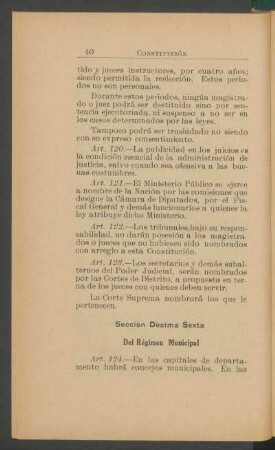 40 CONSTITUCIÓN
tido y jueces instructores, por cuatro años;
siendo permitida la reelección. Estos perío-
dos no son personales.
Durante estos períodos, ningún magistra-
do o juez podrá ser destituido sino por sen-
tencia ejecutoriada, ni suspenso a no ser en
los casos determinados por las leyes.
Tampoco podrá ser trasladado no siendo
con su expreso consentimiento.
Art. 120.—La publicidad en los juicios es
la condición esencial de la administración de
justicia, salvo cuando sea ofensiva a las
buenas costumbres.
Art. 121.—El Ministerio Público se ejerce
a nombre de la Nación por las comisiones que
designe la Cámara de Diputados, por el Fis-
cal General y demás funcionarios a quienes la
ley atribuye dicho Ministerio.
Art. 122.—Los tribunales, bajo su respon-
sabilidad, no darán posesión a los magistra-
dos o jueces que no hubiesen sido nombrados
con arreglo a esta Constitución.
Art. 123.—Los secretarios y demás subal-
ternos del Poder Judicial, serán nombrados
por las Cortes de Distrito, a propuesta en ter-
na de los jueces con quienes deben servir.
La Corte Suprema nombrará los que le
pertenecen.
Sección Décima Sexta
Del Régimen Municipal
Art. 124.—En las capitales de departa-
mento habrá concejos municipales. En las